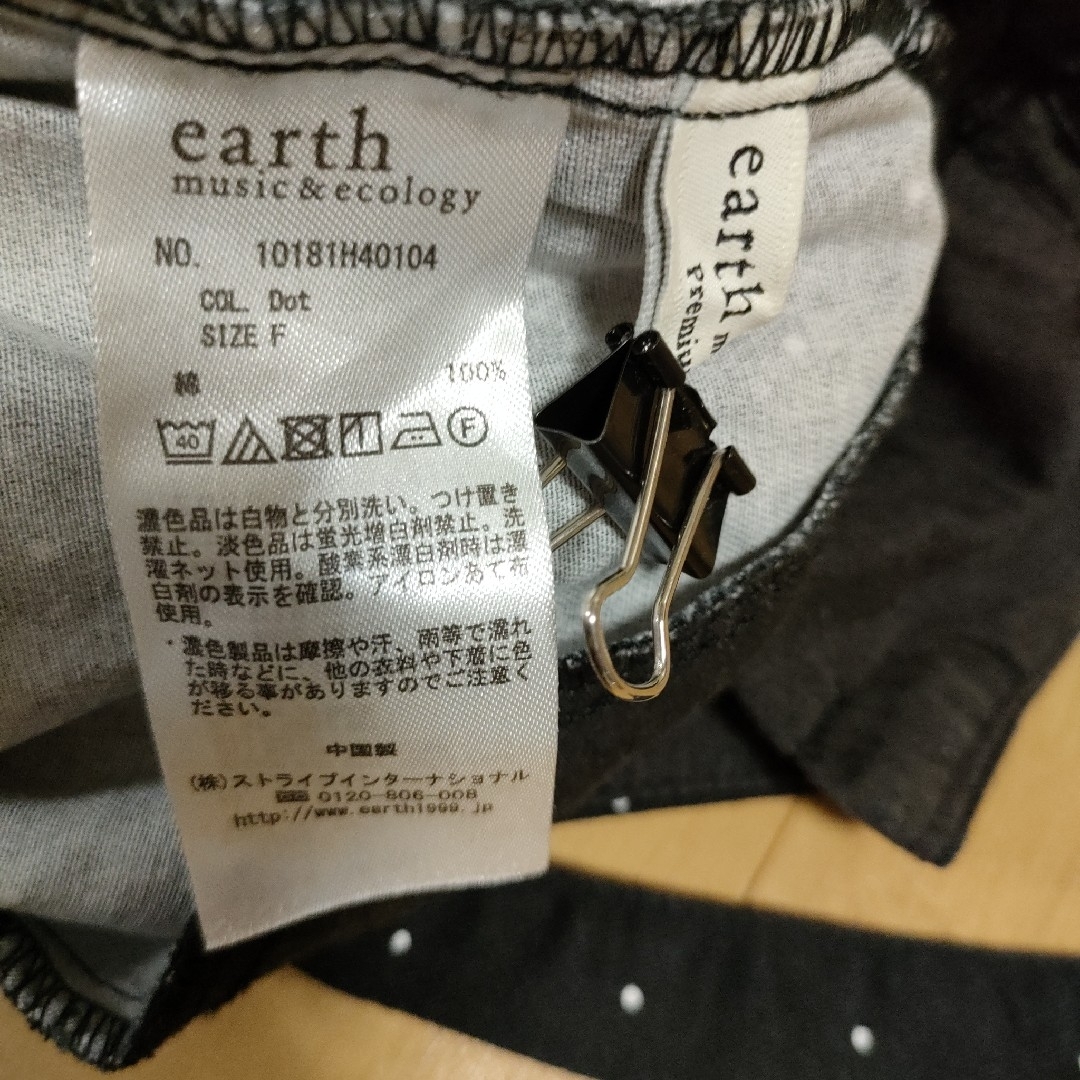 earth
music & ecology
NO. 10181H40104
COL. Dot
SIZE F
綿 100%
40 F
濃色品は白物と分別洗い。つけ置き
禁止。淡色品は蛍光増白剤禁止。洗
濯ネット使用。酸素系漂白剤時は漂
白剤の表示を確認。アイロンあて布
使用。
・濃色製品は摩擦や汗、雨等で濡れ
た時などに、他の衣料や下着に色
が移る事がありますのでご注意く
ださい。
中国製
(株)ストライプインターナショナル
0120-806-008
http://www.earth1999.jp
earth
Premium